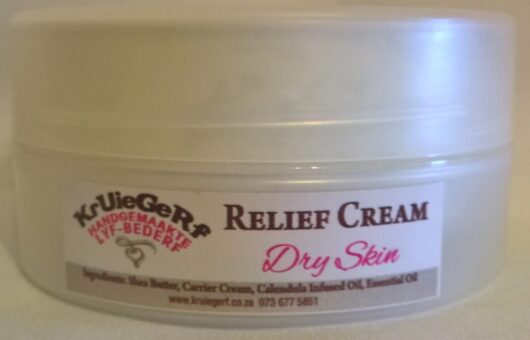 KrUieGeRf
HANDGEMAAKTE
LYF-BEDERF
RELIEF CREAM
Dry Skin
Ingredients: Shea Butter, Carrier Cream, Calendula Infused Oil, Essential Oil
www.kruiegerf.co.za 073 677 5851